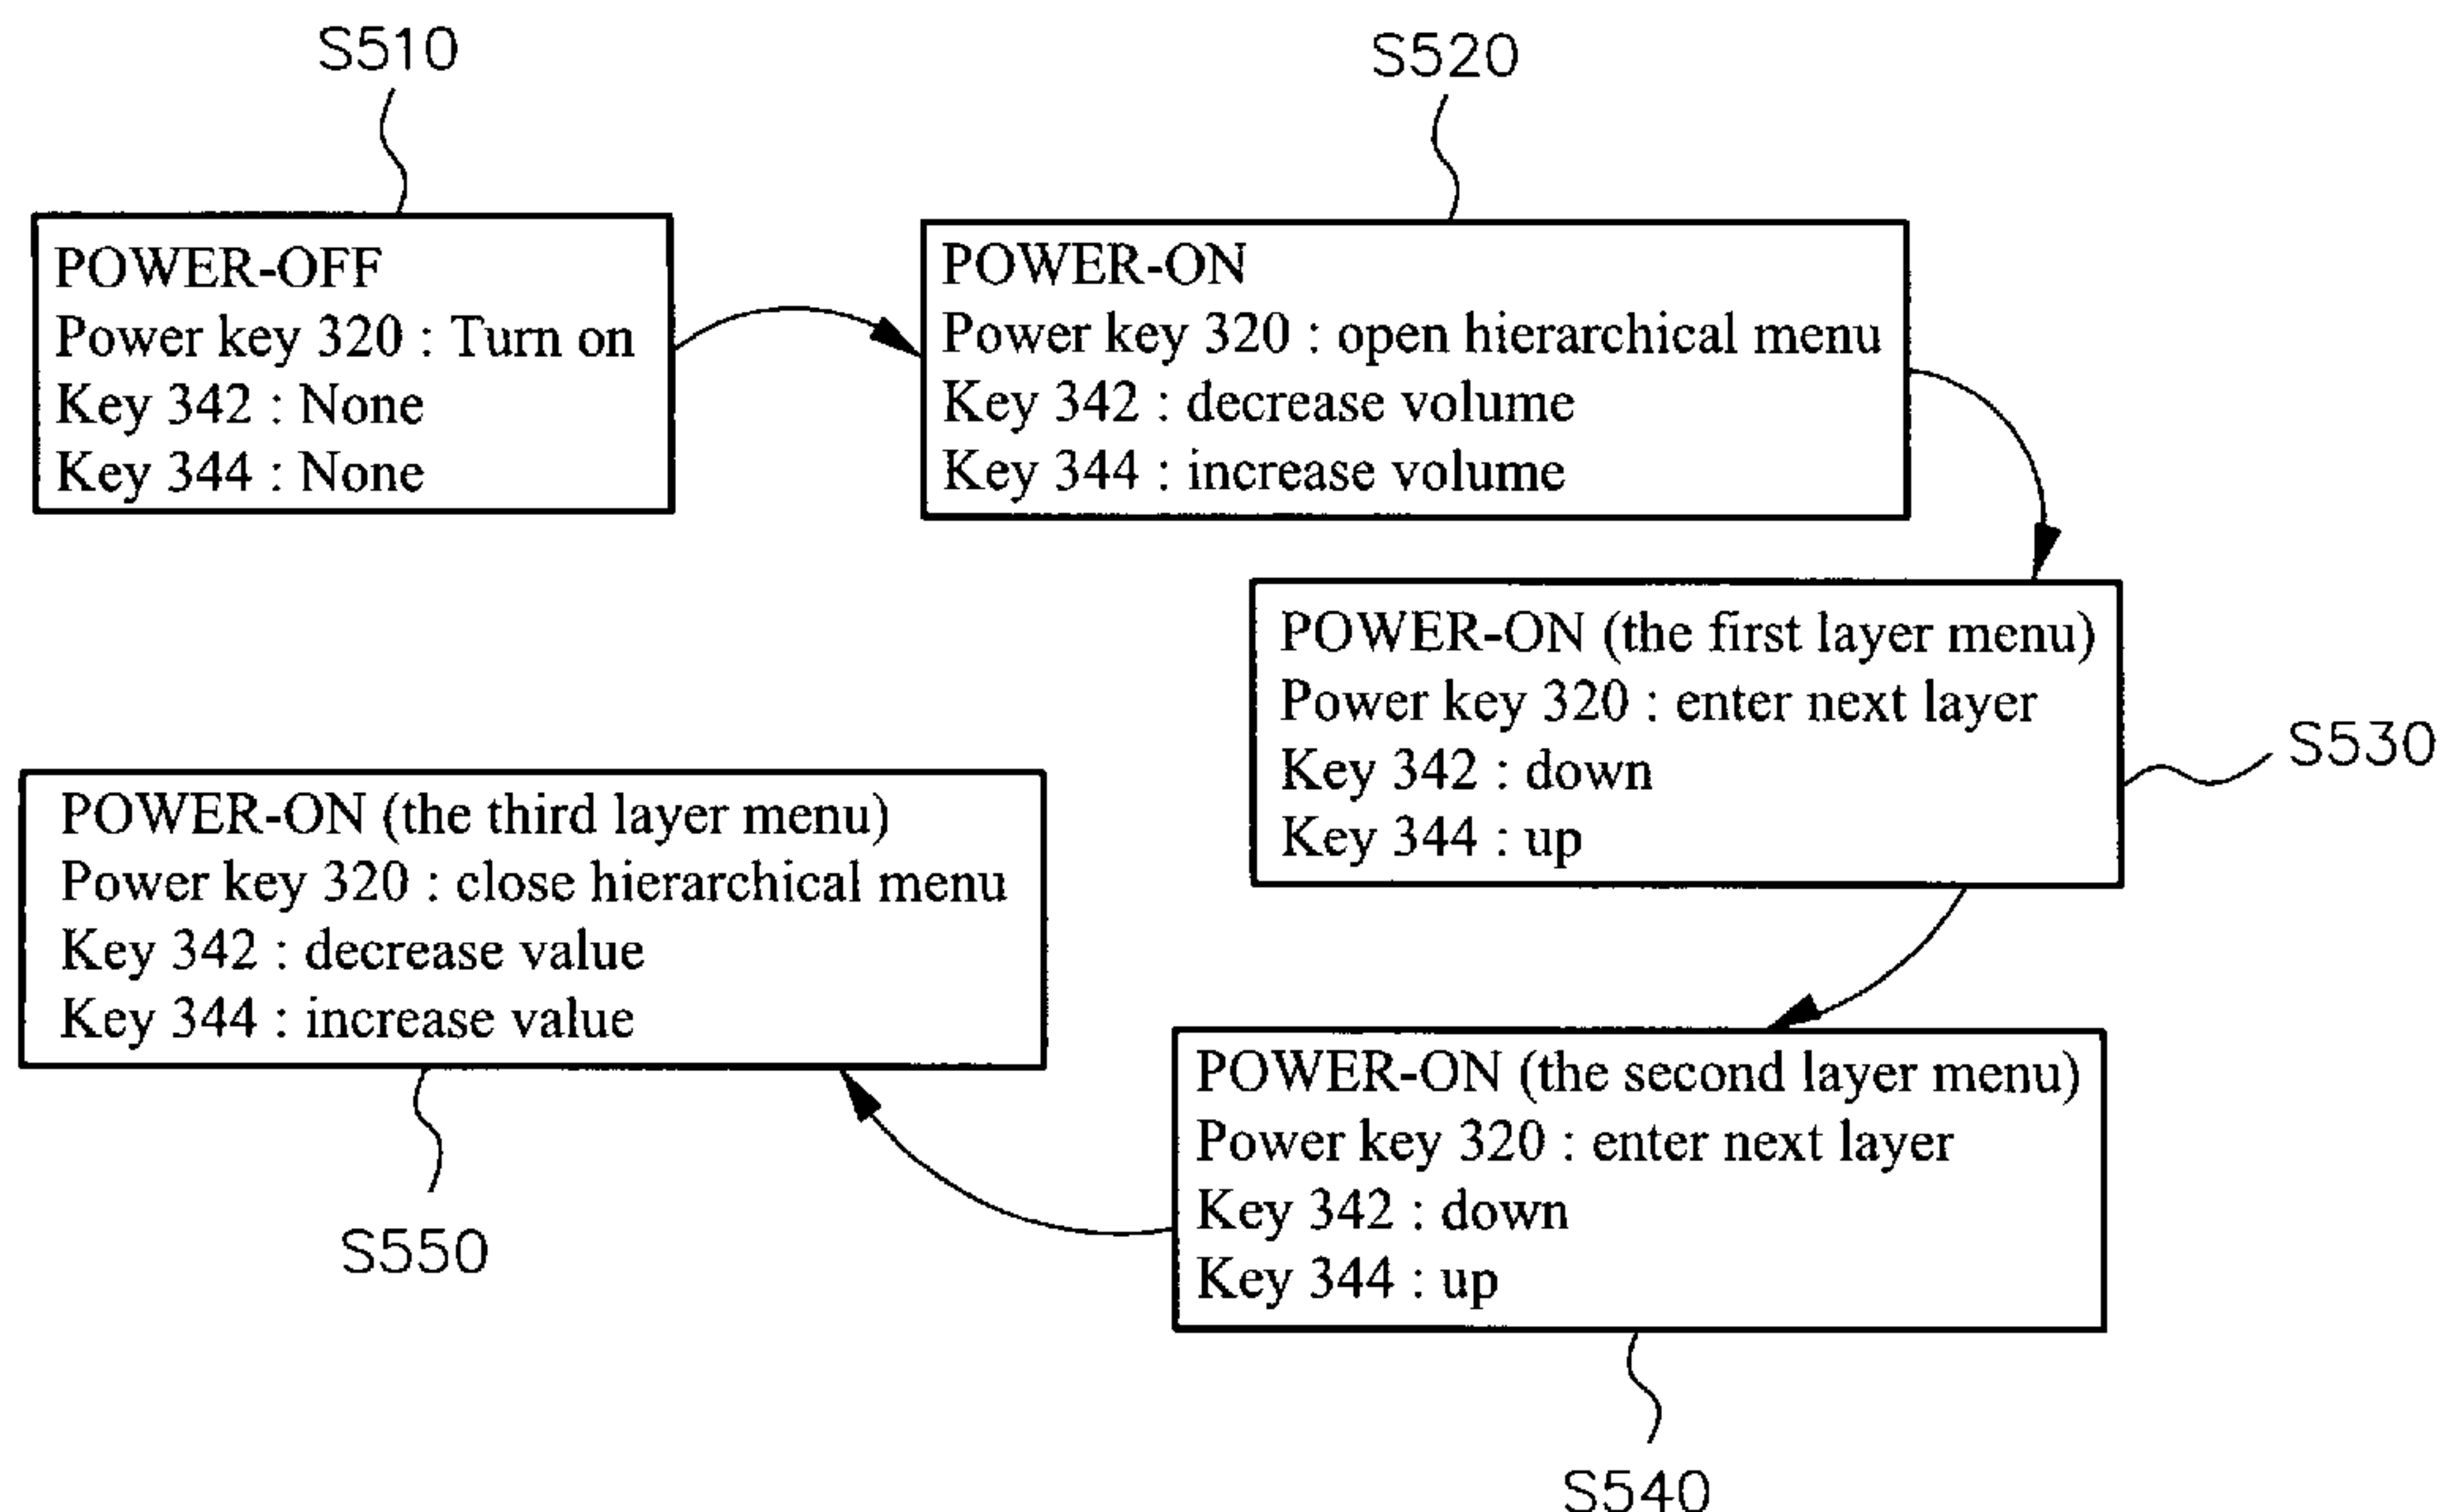 S510
POWER-OFF
Power key 320 : Turn on
Key 342 : None
Key 344 : None
S520
POWER-ON
Power key 320 : open hierarchical menu
Key 342 : decrease volume
Key 344 : increase volume
POWER-ON (the first layer menu)
Power key 320 : enter next layer
Key 342 : down
Key 344 : up
S530
POWER-ON (the second layer menu)
Power key 320 : enter next layer
Key 342 : down
Key 344 : up
S540
POWER-ON (the third layer menu)
Power key 320 : close hierarchical menu
Key 342 : decrease value
Key 344 : increase value
S550